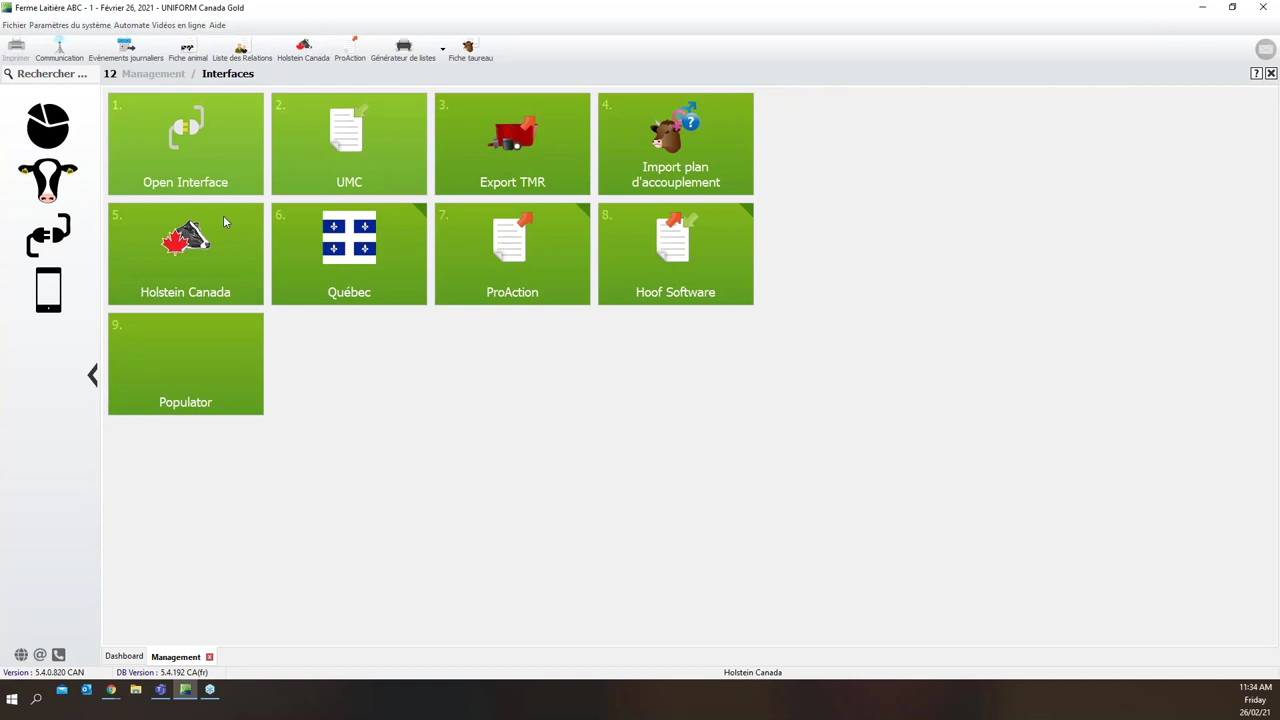 Ferme Laitière ABC - 1 - Février 26, 2021 - UNIFORM Canada Gold
Fichier Paramètres du système Automate Vidéos en ligne Aide
Imprimer Communication Evènements journaliers Fiche animal Liste des Relations Holstein Canada ProAction Générateur de listes Fiche taureau
Rechercher ... 12 Management / Interfaces ?
1. 2. 3. 4. ?
Open Interface UMC Export TMR Import plan d'accouplement
5. 6. 7. 8.
Holstein Canada Québec ProAction Hoof Software
9.
Populator
Dashboard Management
Version : 5.4.0.820 CAN DB Version : 5.4.192 CA(fr) Holstein Canada
11:34 AM
Friday
26/02/21